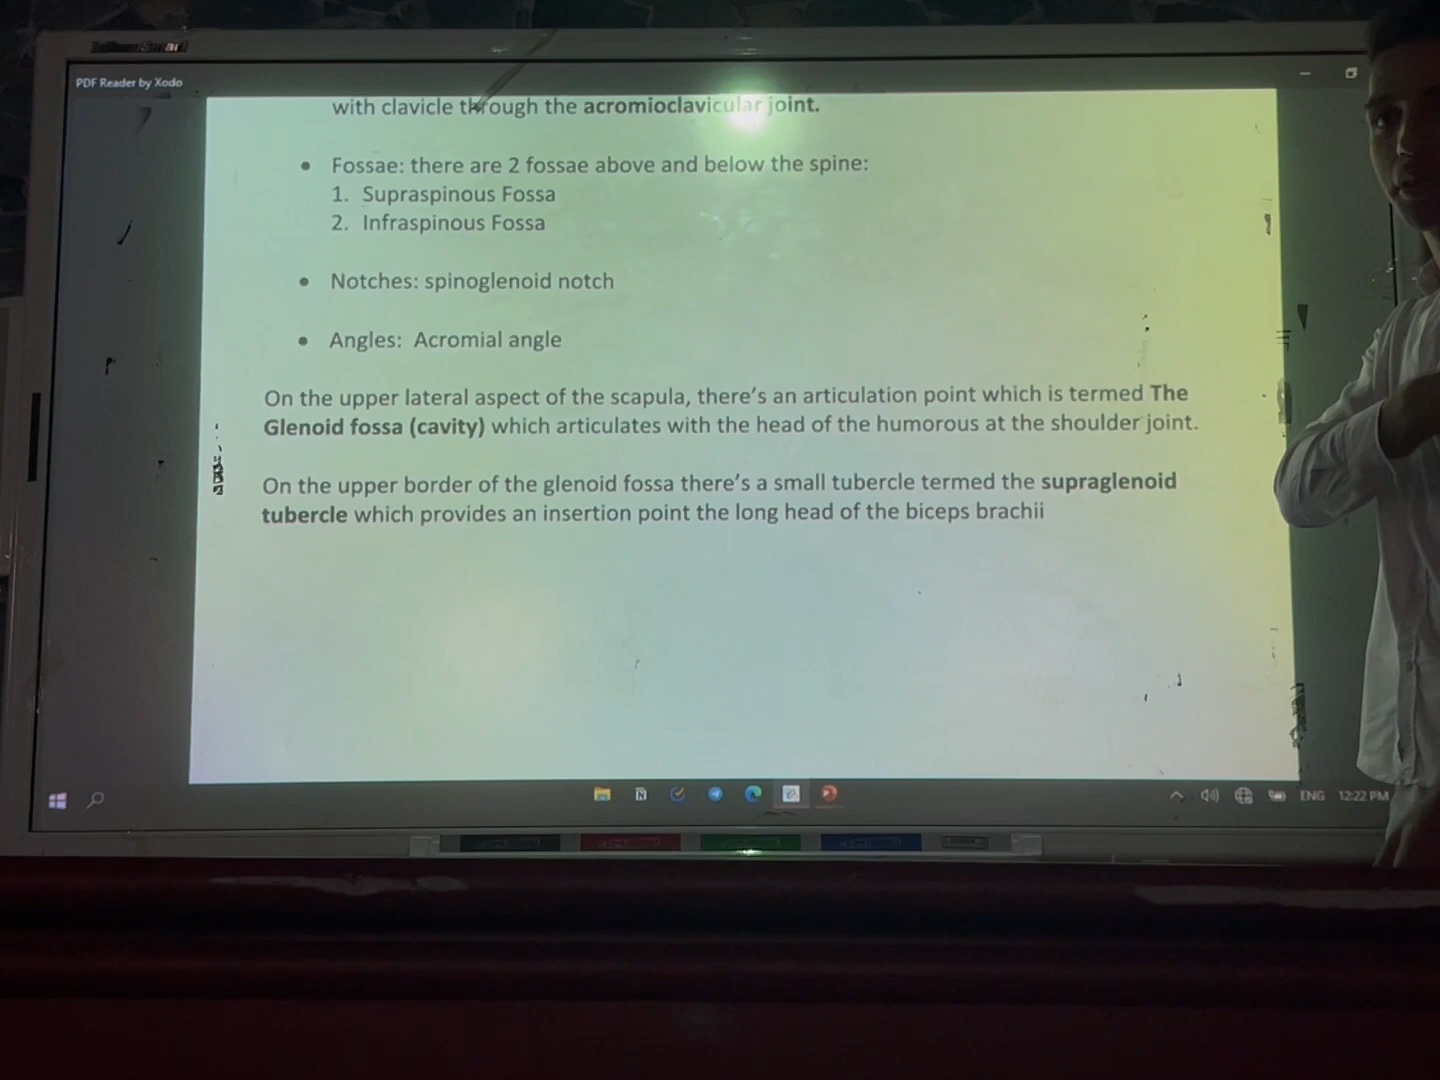 PDF Reader by Xodo
with clavicle through the acromioclavicular joint.
• Fossae: there are 2 fossae above and below the spine:
1. Supraspinous Fossa
2. Infraspinous Fossa
• Notches: spinoglenoid notch
• Angles: Acromial angle
On the upper lateral aspect of the scapula, there's an articulation point which is termed The
Glenoid fossa (cavity) which articulates with the head of the humorous at the shoulder joint.
On the upper border of the glenoid fossa there's a small tubercle termed the supraglenoid
tubercle which provides an insertion point the long head of the biceps brachii
ENG 12:22 PM